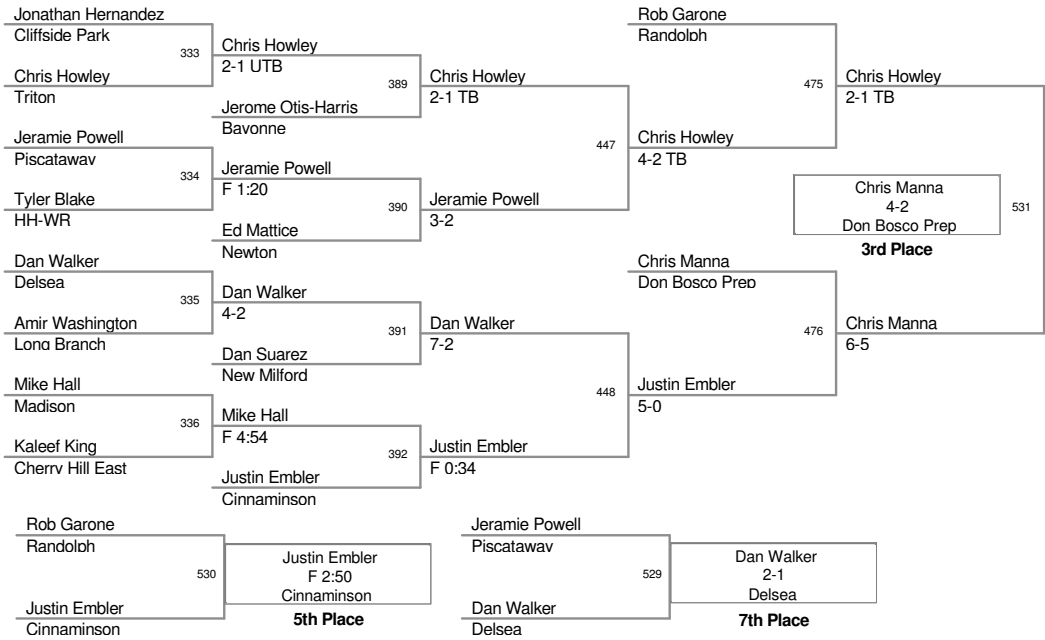 Jonathan Hernandez
Cliffside Park
333
Chris Howley
Triton
Jeramie Powell
Piscataway
334
Tyler Blake
HH-WR
Dan Walker
Delsea
335
Amir Washington
Long Branch
Mike Hall
Madison
336
Kaleef King
Cherry Hill East
Chris Howley
2-1 UTB
389
Jerome Otis-Harris
Bayonne
Jeramie Powell
F 1:20
390
Ed Mattice
Newton
Dan Walker
4-2
391
Dan Suarez
New Milford
Mike Hall
F 4:54
392
Justin Embler
Cinnaminson
Chris Howley
2-1 TB
447
Jeramie Powell
3-2
Dan Walker
7-2
448
Justin Embler
F 0:34
Rob Garone
Randolph
475
Chris Howley
4-2 TB
Chris Manna
Don Bosco Prep
476
Justin Embler
5-0
Chris Howley
2-1 TB
Chris Manna
4-2
Don Bosco Prep
531
3rd Place
Chris Manna
6-5
Rob Garone
Randolph
530
Justin Embler
Cinnaminson
Justin Embler
F 2:50
Cinnaminson
5th Place
Jeramie Powell
Piscataway
529
Dan Walker
Delsea
Dan Walker
2-1
Delsea
7th Place